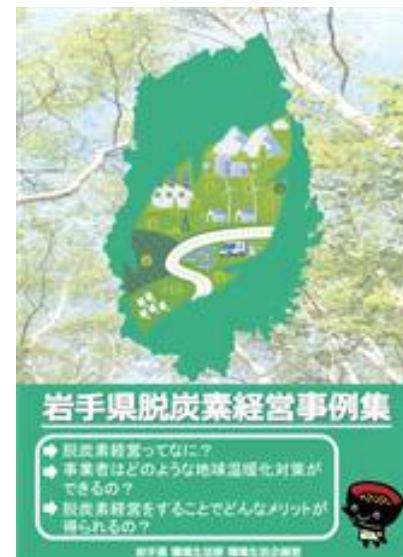 岩手県脱炭素経営事例集
脱炭素経営ってなに？
事業者はどのような地球温暖化対策が
できるの？
脱炭素経営をすることでどんなメリットが
得られるの？
岩手県 環境生活部 環境生活企画室